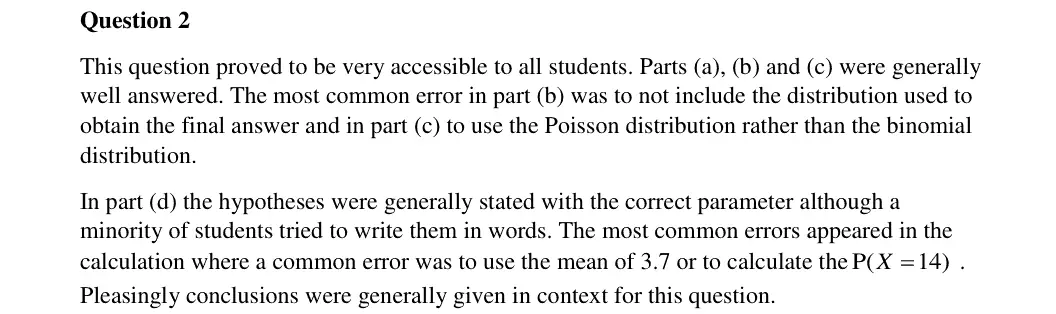 Question 2
This question proved to be very accessible to all students. Parts (a), (b) and (c) were generally
well answered. The most common error in part (b) was to not include the distribution used to
obtain the final answer and in part (c) to use the Poisson distribution rather than the binomial
distribution.
In part (d) the hypotheses were generally stated with the correct parameter although a
minority of students tried to write them in words. The most common errors appeared in the
calculation where a common error was to use the mean of 3.7 or to calculate the P(X = 14) .
Pleasingly conclusions were generally given in context for this question.